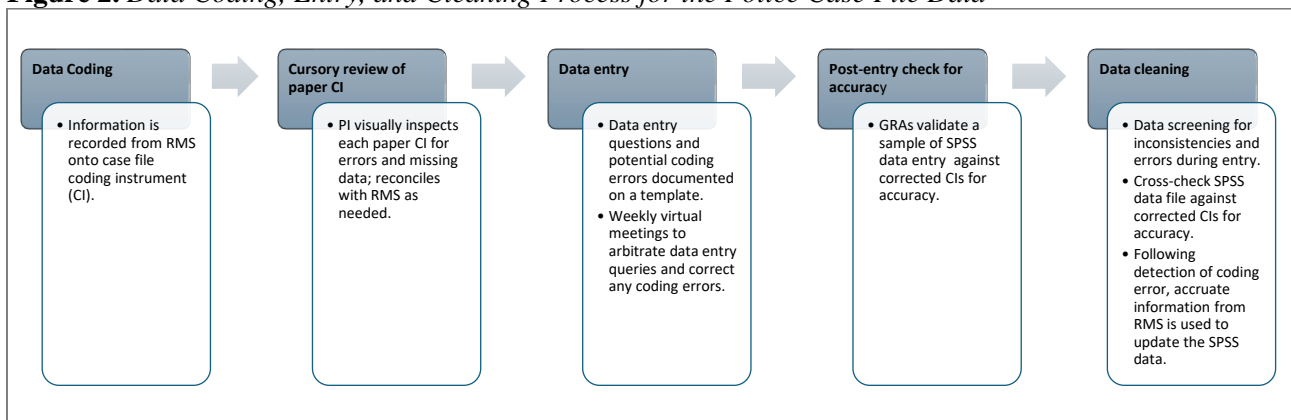 Figure 2. Data Coding, Entry, and Cleaning Process for the Police Case File Data
Data Coding
• Information is
recorded from RMS
onto case file
coding instrument
(CI).
Cursory review of
paper CI
• PI visually inspects
each paper CI for
errors and missing
data; reconciles
with RMS as
needed.
Data entry
• Data entry
questions and
potential coding
errors documented
on a template.
• Weekly virtual
meetings to
arbitrate data entry
queries and correct
any coding errors.
Post-entry check for
accuracy
• GRAs validate a
sample of SPSS
data entry against
corrected CIs for
accuracy.
Data cleaning
• Data screening for
inconsistencies and
errors during entry.
• Cross-check SPSS
data file against
corrected CIs for
accuracy.
• Following
detection of coding
error, accruate
information from
RMS is used to
update the SPSS
data.